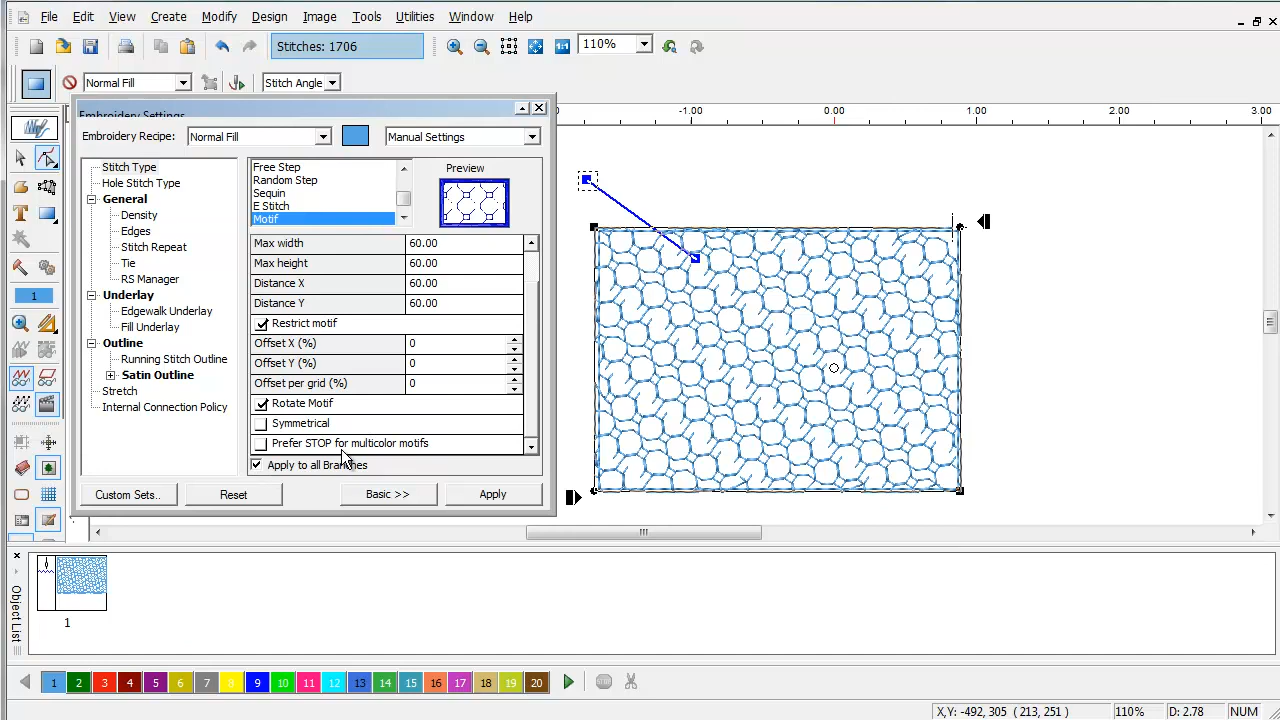 File Edit View Create Modify Design Image Tools Utilities Window Help
Stitches: 1706
110%
Normal Fill
Stitch Angle
-1.00 0.00 1.00 2.00 3.00
Embroidery Settings
Embroidery Recipe: Normal Fill Manual Settings
Stitch Type
Hole Stitch Type
General
Density
Edges
Stitch Repeat
Tie
RS Manager
Underlay
Edgewalk Underlay
Fill Underlay
Outline
Running Stitch Outline
Satin Outline
Stretch
Internal Connection Policy
Free Step
Random Step
Sequin
E Stitch
Motif
Preview
Max width 60.00
Max height 60.00
Distance X 60.00
Distance Y 60.00
Restrict motif
Offset X (%) 0
Offset Y (%) 0
Offset per grid (%) 0
Rotate Motif
Symmetrical
Prefer STOP for multicolor motifs
Apply to all Branches
Custom Sets.. Reset Basic >> Apply
1
1:1
Object List
1
1 2 3 4 5 6 7 8 9 10 11 12 13 14 15 16 17 18 19 20
STOP
X,Y: -492, 305 ( 213, 251 ) 110% D: 2.78 NUM